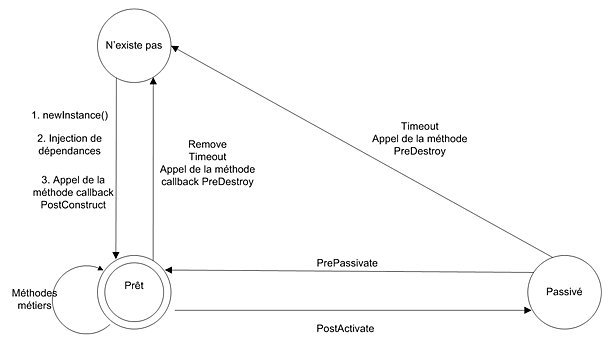 N'existe pas
1. newInstance()
2. Injection de
dépendances
3. Appel de la
méthode callback
PostConstruct
Remove
Timeout
Appel de la méthode
callback PreDestroy
Timeout
Appel de la méthode
PreDestroy
PrePassivate
Prêt
Passivé
Méthodes
métiers
PostActivate